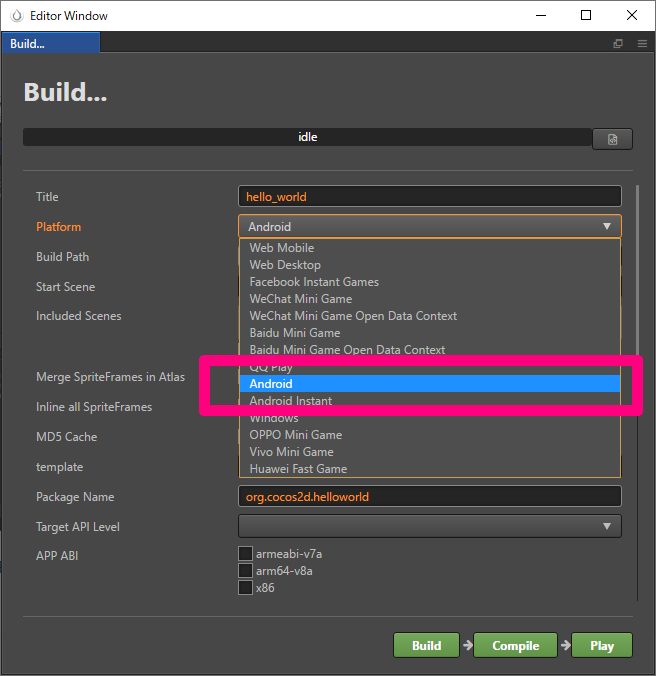 Editor Window
Build...
Build...
idle
Title
hello_world
Platform
Android
Build Path
Web Mobile
Web Desktop
Start Scene
Facebook Instant Games
WeChat Mini Game
Included Scenes
WeChat Mini Game Open Data Context
Baidu Mini Game
Baidu Mini Game Open Data Context
QQ Play
Merge SpriteFrames in Atlas
Android
Android Instant
Inline all SpriteFrames
Windows
MD5 Cache
OPPO Mini Game
Vivo Mini Game
template
Huawei Fast Game
Package Name
org.cocos2d.helloworld
Target API Level
APP ABI
armeabi-v7a
arm64-v8a
x86
Build
Compile
Play